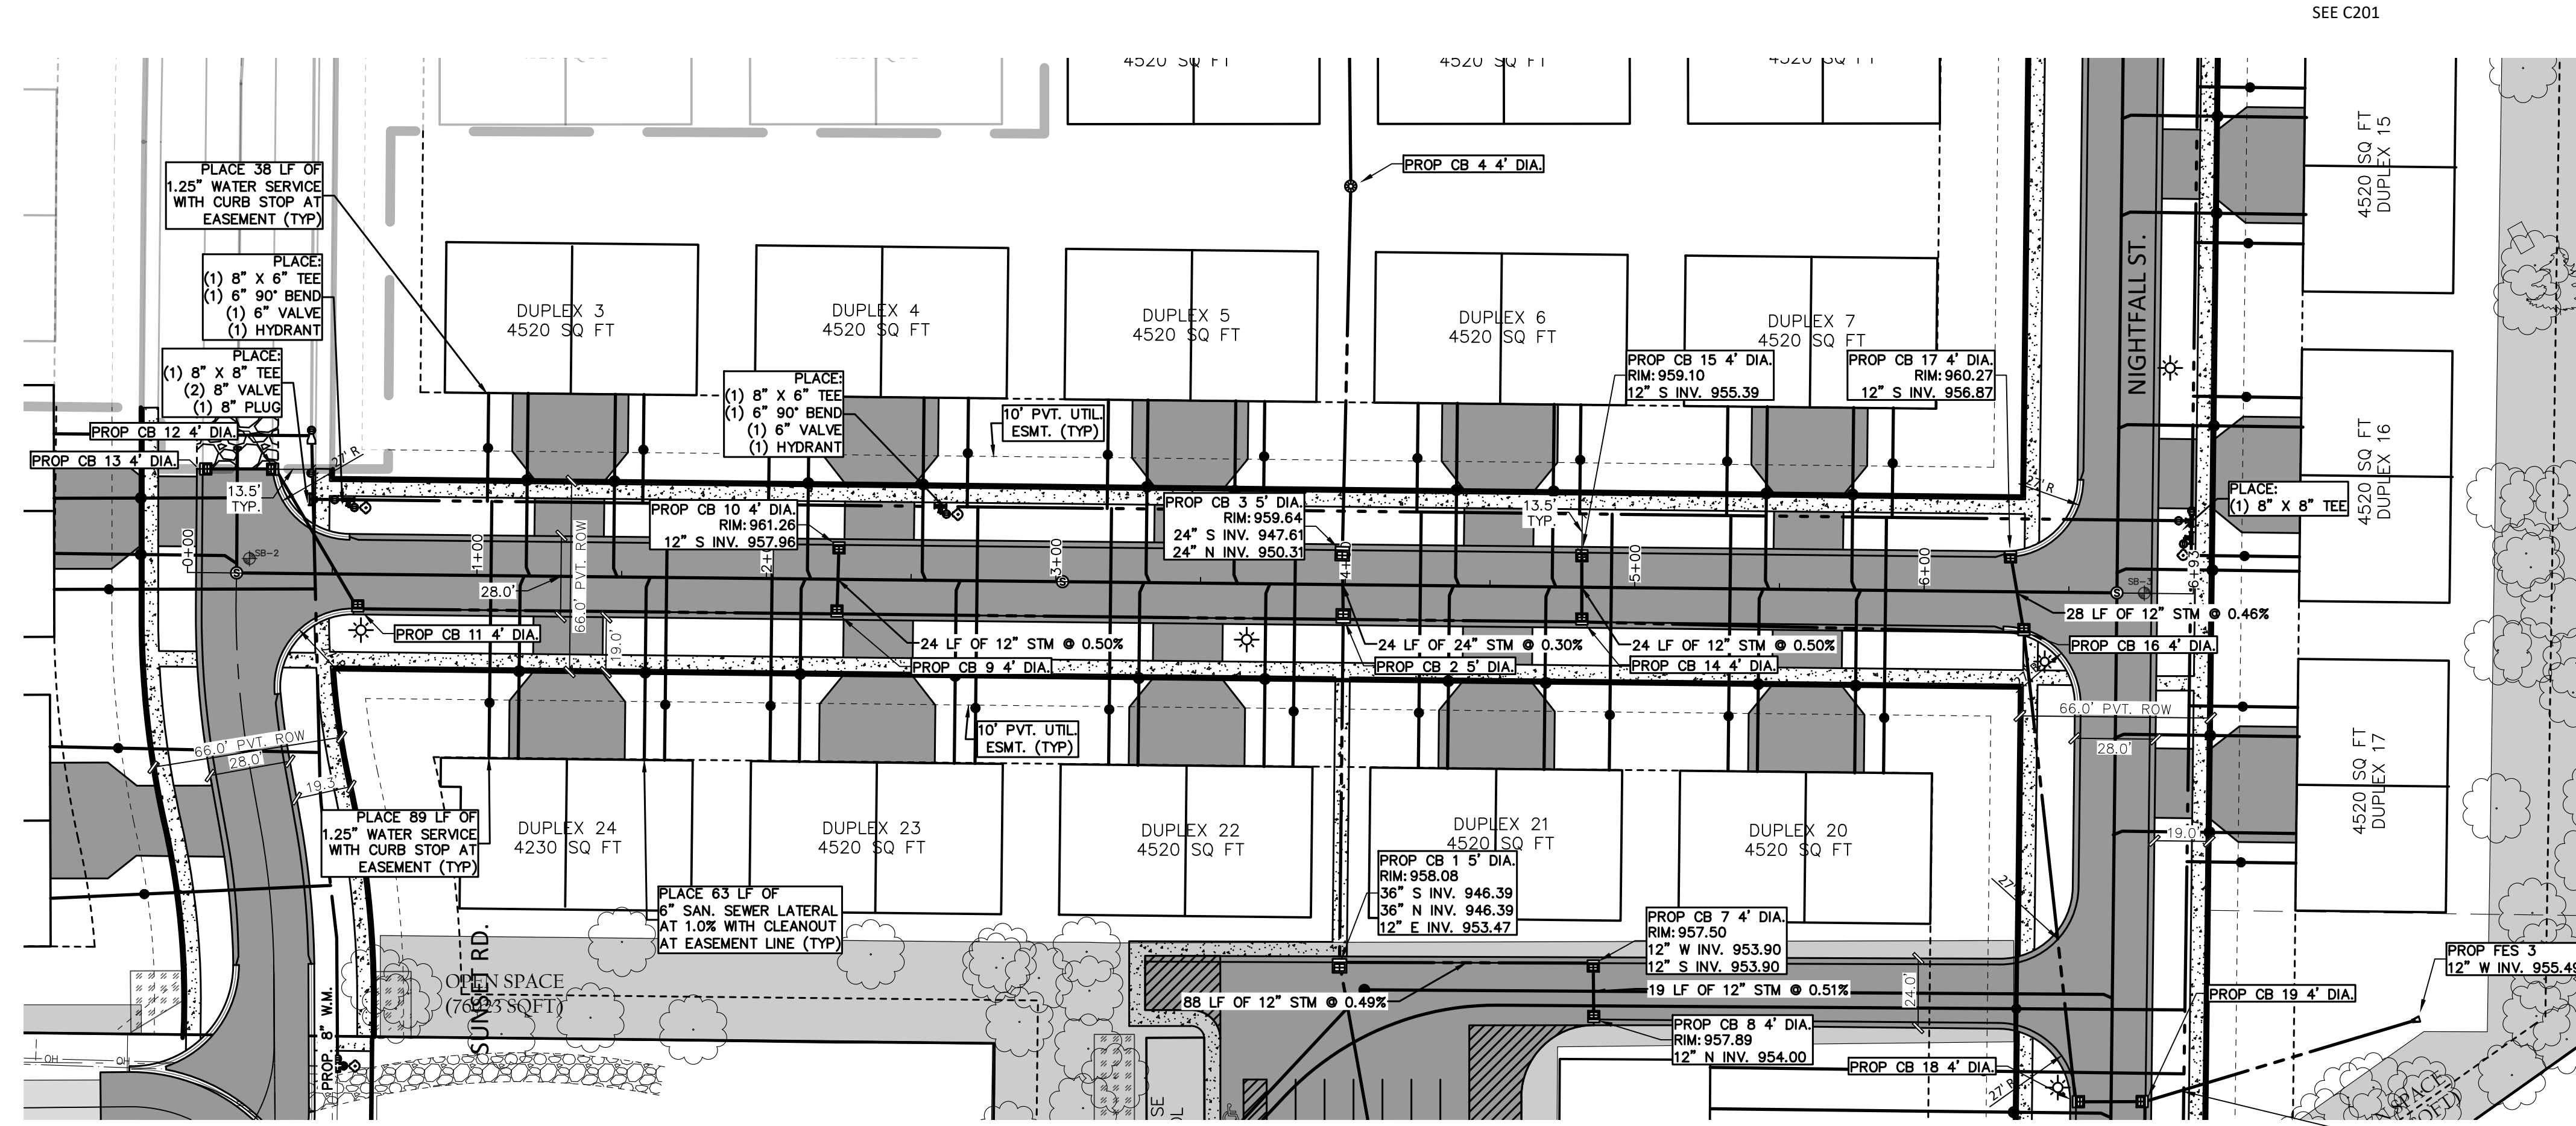 SEE C201
4520 SQ FT
4520 SQ FT
4520 SQ FT
PROP CB 4 4' DIA.
PLACE 38 LF OF
1.25" WATER SERVICE
WITH CURB STOP AT
EASEMENT (TYP)
PLACE:
(1) 8" X 6" TEE
(1) 6" 90° BEND
(1) 6" VALVE
(1) HYDRANT
PLACE:
(1) 8" X 8" TEE
(2) 8" VALVE
(1) 8" PLUG
PROP CB 12 4' DIA.
PROP CB 13 4' DIA.
27' R
13.5'
TYP.
DUPLEX 3
4520 SQ FT
DUPLEX 4
4520 SQ FT
DUPLEX 5
4520 SQ FT
DUPLEX 6
4520 SQ FT
DUPLEX 7
4520 SQ FT
PLACE:
(1) 8" X 6" TEE
(1) 6" 90° BEND
(1) 6" VALVE
(1) HYDRANT
10' PVT. UTIL.
ESMT. (TYP)
PROP CB 15 4' DIA.
RIM: 959.10
12" S INV. 955.39
PROP CB 17 4' DIA.
RIM: 960.27
12" S INV. 956.87
4520 SQ FT
DUPLEX 15
NIGHTFALL ST.
4520 SQ FT
DUPLEX 16
PLACE:
(1) 8" X 8" TEE
PROP CB 10 4' DIA.
RIM: 961.26
12" S INV. 957.96
PROP CB 3 5' DIA.
RIM: 959.64
24" S INV. 947.61
24" N INV. 950.31
13.5'
TYP.
0+00
SB-2
1+00
3+00
5+00
6+00
6+93
SB-3
28.0'
66.0' PVT. ROW
9.0'
PROP CB 11 4' DIA.
24 LF OF 12" STM @ 0.50%
PROP CB 9 4' DIA.
24 LF OF 24" STM @ 0.30%
PROP CB 2 5' DIA.
24 LF OF 12" STM @ 0.50%
PROP CB 14 4' DIA.
28 LF OF 12" STM @ 0.46%
PROP CB 16 4' DIA.
66.0' PVT. ROW
28.0'
19.3'
10' PVT. UTIL.
ESMT. (TYP)
66.0' PVT. ROW
28.0'
19.0'
4520 SQ FT
DUPLEX 17
PLACE 89 LF OF
1.25" WATER SERVICE
WITH CURB STOP AT
EASEMENT (TYP)
DUPLEX 24
4230 SQ FT
DUPLEX 23
4520 SQ FT
DUPLEX 22
4520 SQ FT
DUPLEX 21
4520 SQ FT
DUPLEX 20
4520 SQ FT
PLACE 63 LF OF
6" SAN. SEWER LATERAL
AT 1.0% WITH CLEANOUT
AT EASEMENT LINE (TYP)
PROP CB 1 5' DIA.
RIM: 958.08
36" S INV. 946.39
36" N INV. 946.39
12" E INV. 953.47
PROP CB 7 4' DIA.
RIM: 957.50
12" W INV. 953.90
12" S INV. 953.90
88 LF OF 12" STM @ 0.49%
19 LF OF 12" STM @ 0.51%
PROP CB 8 4' DIA.
RIM: 957.89
12" N INV. 954.00
24.0'
PROP CB 18 4' DIA.
27' R
PROP CB 19 4' DIA.
PROP FES 3
12" W INV. 955.49
OPEN SPACE
SUNSET RD.
PROP. 8" W.M.
OH
OH